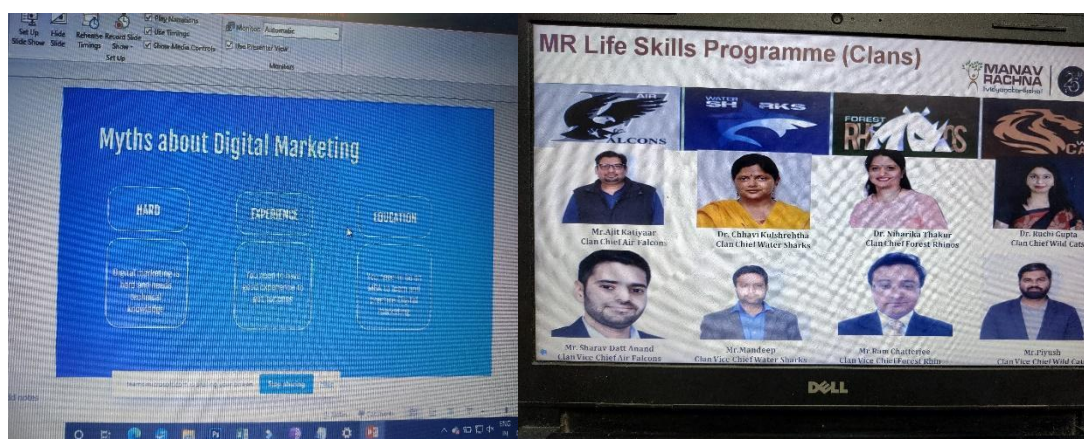 Set Up
Slide Show
Hide
Slide
Rehearse
Timings
Record Slide
Show
Play Narrations
Use Timings
Show Media Controls
Set Up
Monitor: Automatic
Use Presenter View
Monitors
Myths about Digital Marketing
HARD
EXPERIENCE
EDUCATION
Digital marketing is
hard and needs
technical
knowledge
Stop sharing
ENG
IN
MR Life Skills Programme (Clans)
MANAV
RACHNA
AIR
FALCONS
WATER
SHARKS
FOREST
Mr.Ajit Katiyaar
Clan Chief Air Falcons
Dr. Chhavi Kulshrehtha
Clan Chief Water Sharks
Dr. Niharika Thakur
Clan Chief Forest Rhinos
Dr. Ruchi Gupta
Clan Chief Wild Cats
Mr. Sharav Datt Anand
Clan Vice Chief Air Falcons
Mr.Mandeep
Clan Vice Chief Water Sharks
Mr.Ram Chatterjee
Clan Vice Chief Forest Rhin
Mr.Piyush
Clan Vice Chief Wild Cat
DELL